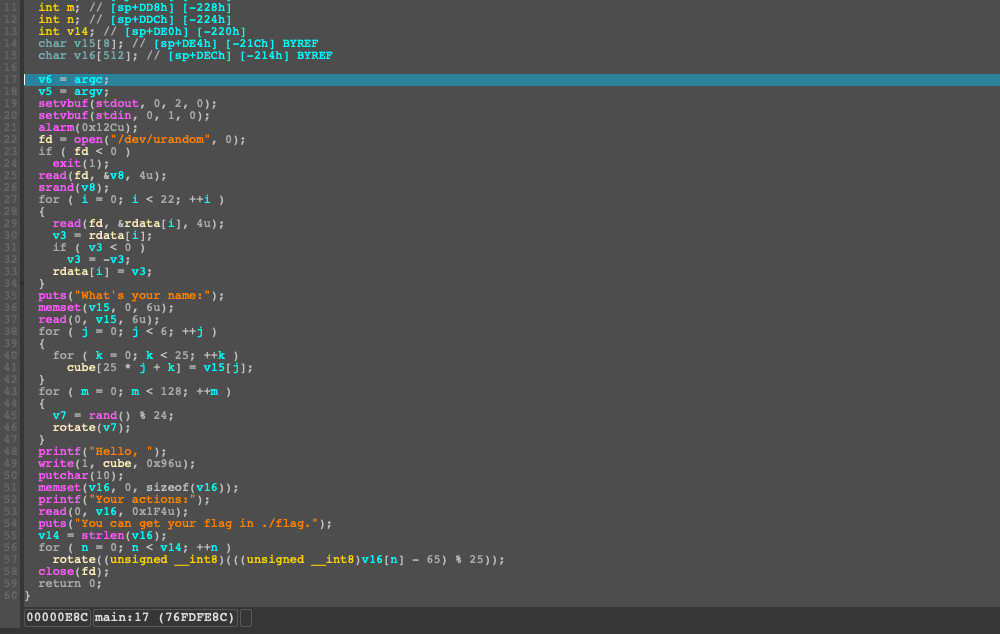 11 int m; // [sp+DD8h] [-228h]
12 int n; // [sp+DDCh] [-224h]
13 int v14; // [sp+DE0h] [-220h]
14 char v15[8]; // [sp+DE4h] [-21Ch] BYREF
15 char v16[512]; // [sp+DECh] [-214h] BYREF
16
17 v6 = argc;
18 v5 = argv;
19 setvbuf(stdout, 0, 2, 0);
20 setvbuf(stdin, 0, 1, 0);
21 alarm(0x12Cu);
22 fd = open("/dev/urandom", 0);
23 if ( fd < 0 )
24 exit(1);
25 read(fd, &v8, 4u);
26 srand(v8);
27 for ( i = 0; i < 22; ++i )
28 {
29 read(fd, &rdata[i], 4u);
30 v3 = rdata[i];
31 if ( v3 < 0 )
32 v3 = -v3;
33 rdata[i] = v3;
34 }
35 puts("What's your name:");
36 memset(v15, 0, 6u);
37 read(0, v15, 6u);
38 for ( j = 0; j < 6; ++j )
39 {
40 for ( k = 0; k < 25; ++k )
41 cube[25 * j + k] = v15[j];
42 }
43 for ( m = 0; m < 128; ++m )
44 {
45 v7 = rand() % 24;
46 rotate(v7);
47 }
48 printf("Hello, ");
49 write(1, cube, 0x96u);
50 putchar(10);
51 memset(v16, 0, sizeof(v16));
52 printf("Your actions:");
53 read(0, v16, 0x1F4u);
54 puts("You can get your flag in ./flag.");
55 v14 = strlen(v16);
56 for ( n = 0; n < v14; ++n )
57 rotate((unsigned __int8)(((unsigned __int8)v16[n] - 65) % 25));
58 close(fd);
59 return 0;
60 }
00000E8C main:17 (76FDFE8C)